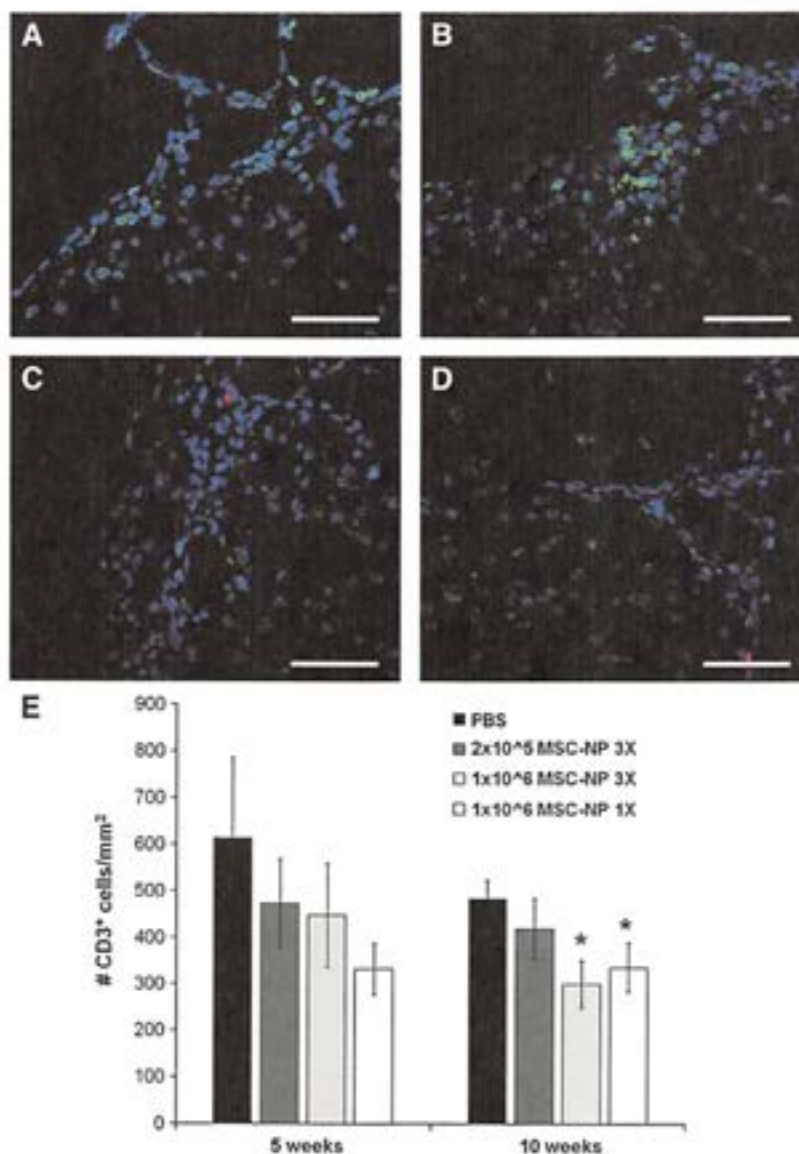 A
B
C
D
E
900
800
700
600
500
400
300
200
100
0
# CD3⁺ cells/mm²
PBS
2x10^5 MSC-NP 3X
1x10^6 MSC-NP 3X
1x10^6 MSC-NP 1X
*
*
5 weeks
10 weeks